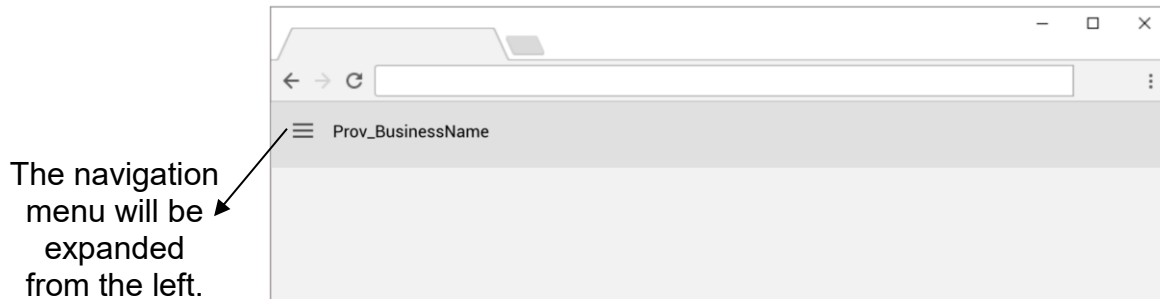 Prov_BusinessName
The navigation
menu will be
expanded
from the left.